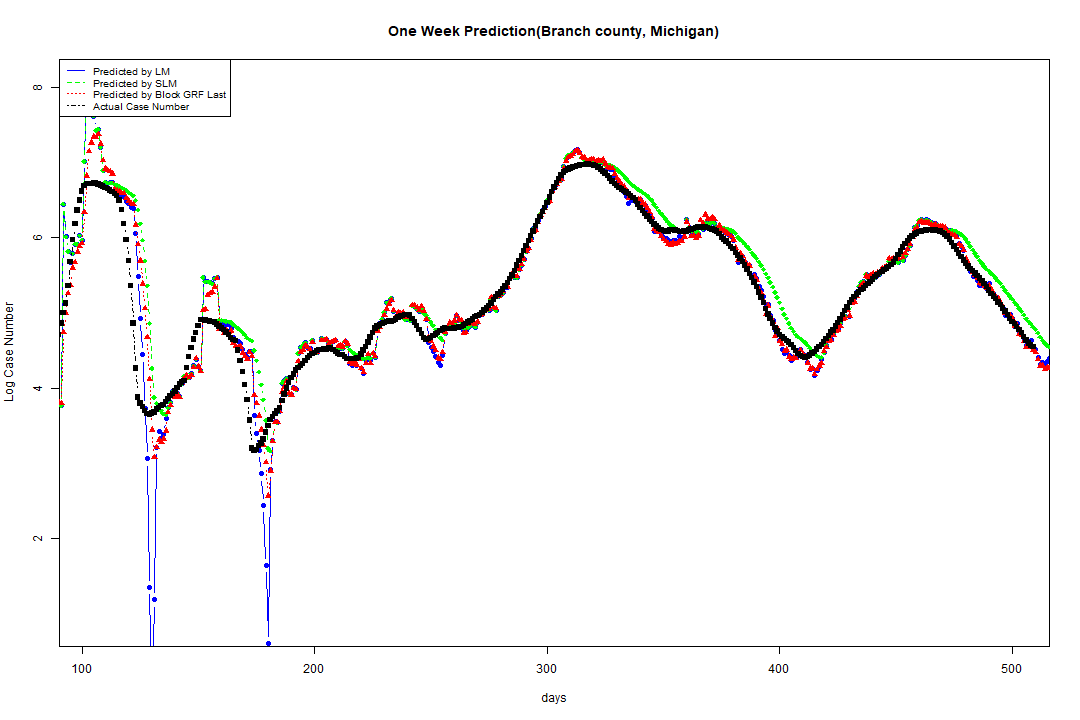 One Week Prediction(Branch county, Michigan)
Predicted by LM
Predicted by SLM
Predicted by Block GRF Last
Actual Case Number
8
6
4
2
Log Case Number
100 200 300 400 500
days